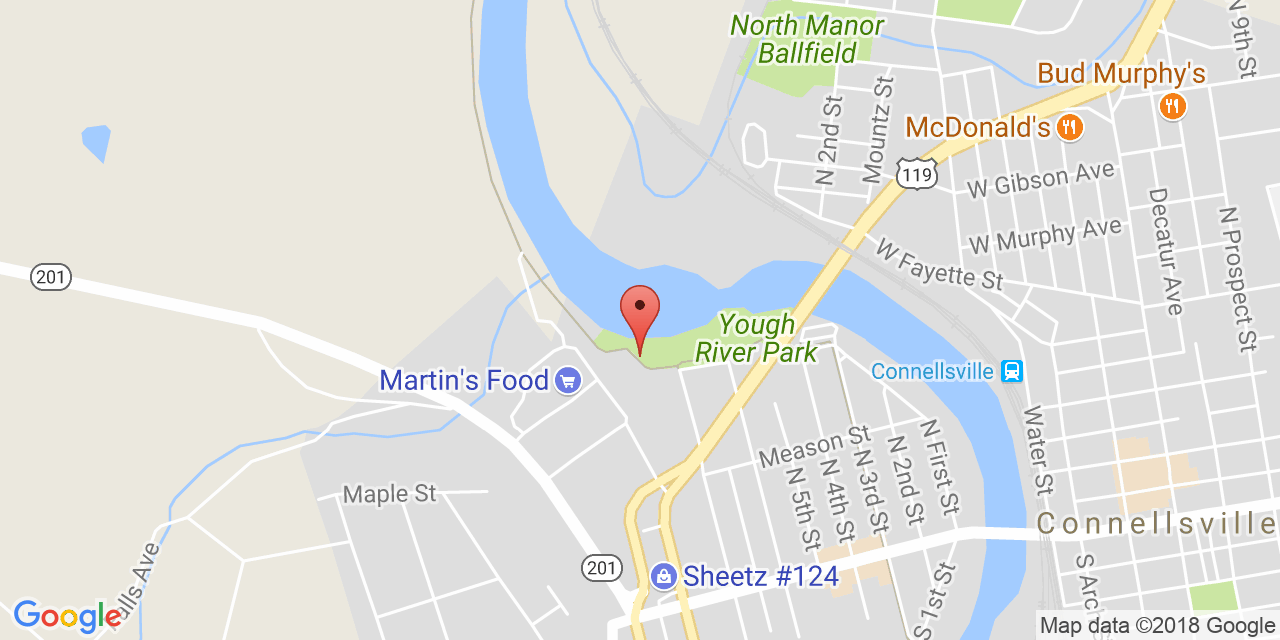 North Manor
Ballfield
N 9th St
Bud Murphy's
McDonald's
N 2nd St
Mountz St
119
W Gibson Ave
Decatur Ave
N Prospect St
W Murphy Ave
W Fayette St
201
Yough
River Park
Connellsville
Martin's Food
Water St
Meason St
N First St
N 2nd St
N 3rd St
N 4th St
N 5th St
Maple St
Connellsville
201
Sheetz #124
S 1st St
Google
Map data ©2018 Google